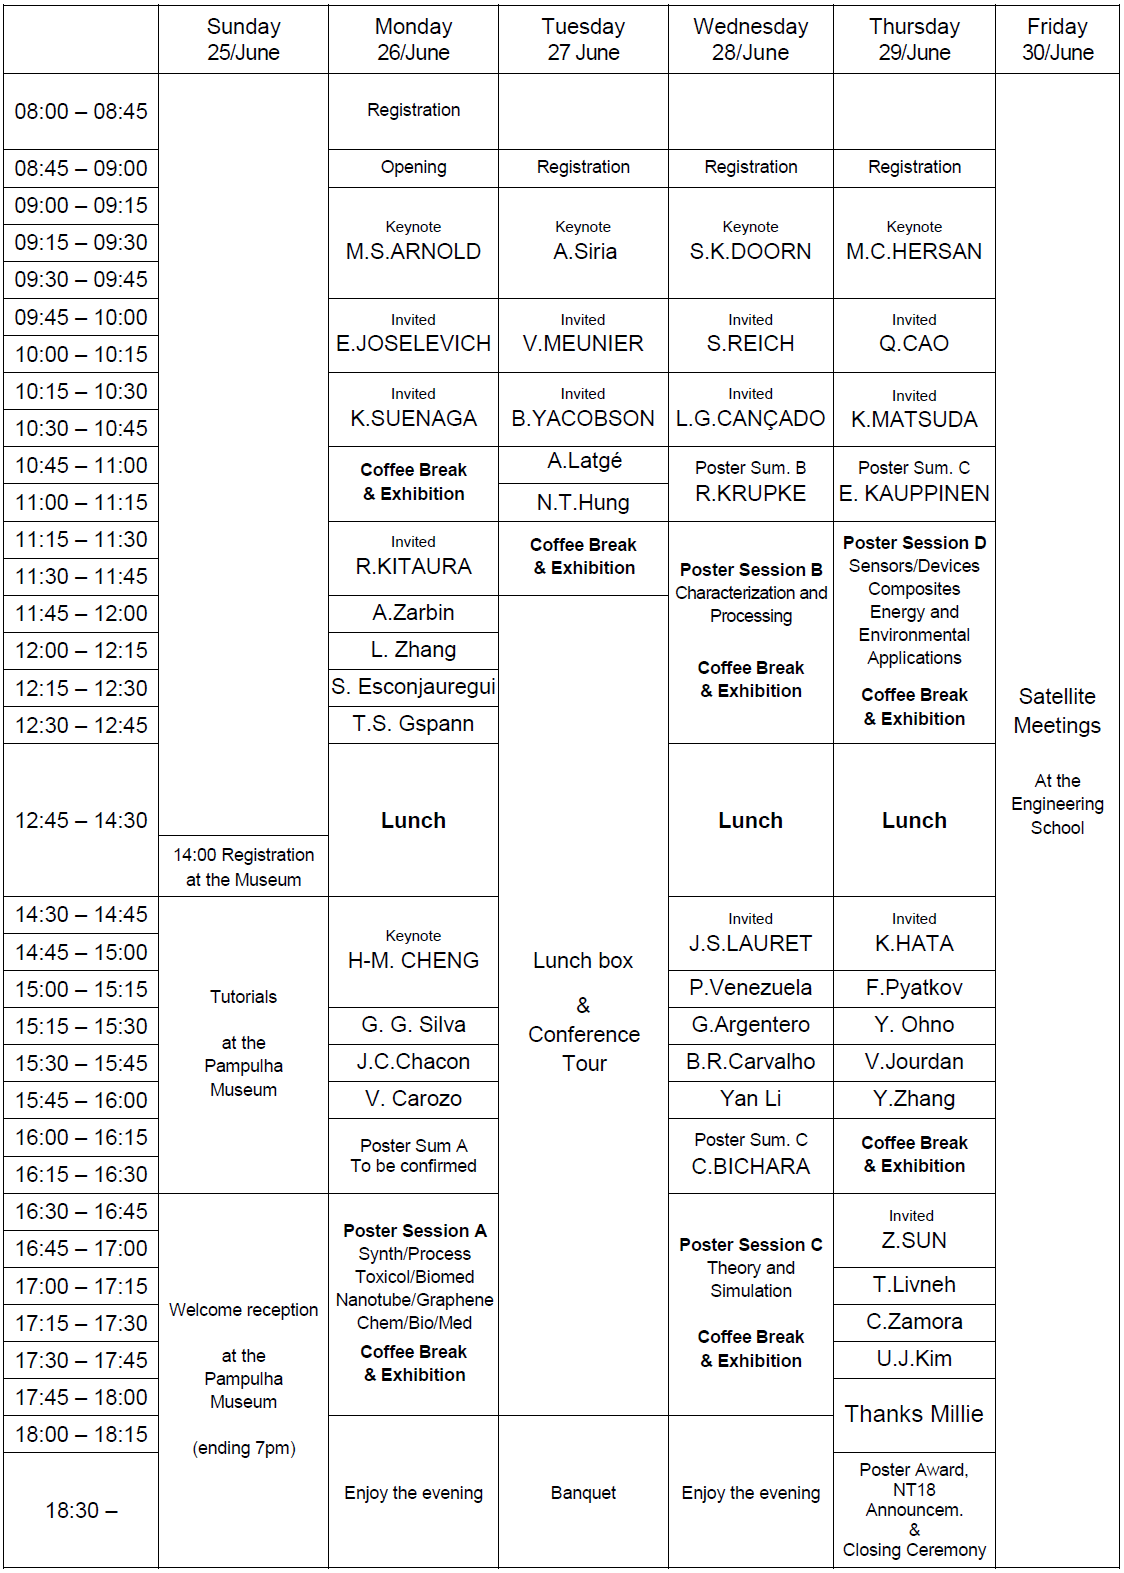 Sunday
25/June
Monday
26/June
Tuesday
27 June
Wednesday
28/June
Thursday
29/June
Friday
30/June
08:00 – 08:45
Registration
08:45 – 09:00
Opening
Registration
Registration
Registration
09:00 – 09:15
09:15 – 09:30
09:30 – 09:45
Keynote
M.S.ARNOLD
Keynote
A.Siria
Keynote
S.K.DOORN
Keynote
M.C.HERSAN
09:45 – 10:00
10:00 – 10:15
Invited
E.JOSELEVICH
Invited
V.MEUNIER
Invited
S.REICH
Invited
Q.CAO
10:15 – 10:30
10:30 – 10:45
Invited
K.SUENAGA
Invited
B.YACOBSON
Invited
L.G.CANÇADO
Invited
K.MATSUDA
10:45 – 11:00
11:00 – 11:15
Coffee Break
& Exhibition
A.Latgé
N.T.Hung
Poster Sum. B
R.KRUPKE
Poster Sum. C
E. KAUPPINEN
11:15 – 11:30
11:30 – 11:45
Invited
R.KITAURA
Coffee Break
& Exhibition
Poster Session B
Characterization and
Processing
Coffee Break
& Exhibition
Poster Session D
Sensors/Devices
Composites
Energy and
Environmental
Applications
Coffee Break
& Exhibition
11:45 – 12:00
A.Zarbin
12:00 – 12:15
L. Zhang
12:15 – 12:30
S. Esconjauregui
12:30 – 12:45
T.S. Gspann
Satellite
Meetings
At the
Engineering
School
12:45 – 14:30
14:00 Registration
at the Museum
Lunch
Lunch
Lunch
14:30 – 14:45
14:45 – 15:00
15:00 – 15:15
Tutorials
at the
Pampulha
Museum
Keynote
H-M. CHENG
Lunch box
&
Conference
Tour
Invited
J.S.LAURET
Invited
K.HATA
P.Venezuela
F.Pyatkov
15:15 – 15:30
G. G. Silva
G.Argentero
Y. Ohno
15:30 – 15:45
J.C.Chacon
B.R.Carvalho
V.Jourdan
15:45 – 16:00
V. Carozo
Yan Li
Y.Zhang
16:00 – 16:15
16:15 – 16:30
Poster Sum A
To be confirmed
Poster Sum. C
C.BICHARA
Coffee Break
& Exhibition
16:30 – 16:45
16:45 – 17:00
17:00 – 17:15
17:15 – 17:30
17:30 – 17:45
17:45 – 18:00
18:00 – 18:15
Welcome reception
at the
Pampulha
Museum
(ending 7pm)
Poster Session A
Synth/Process
Toxicol/Biomed
Nanotube/Graphene
Chem/Bio/Med
Coffee Break
& Exhibition
Poster Session C
Theory and
Simulation
Coffee Break
& Exhibition
Invited
Z.SUN
T.Livneh
C.Zamora
U.J.Kim
Thanks Millie
18:30 –
Enjoy the evening
Banquet
Enjoy the evening
Poster Award,
NT18
Announcem.
&
Closing Ceremony